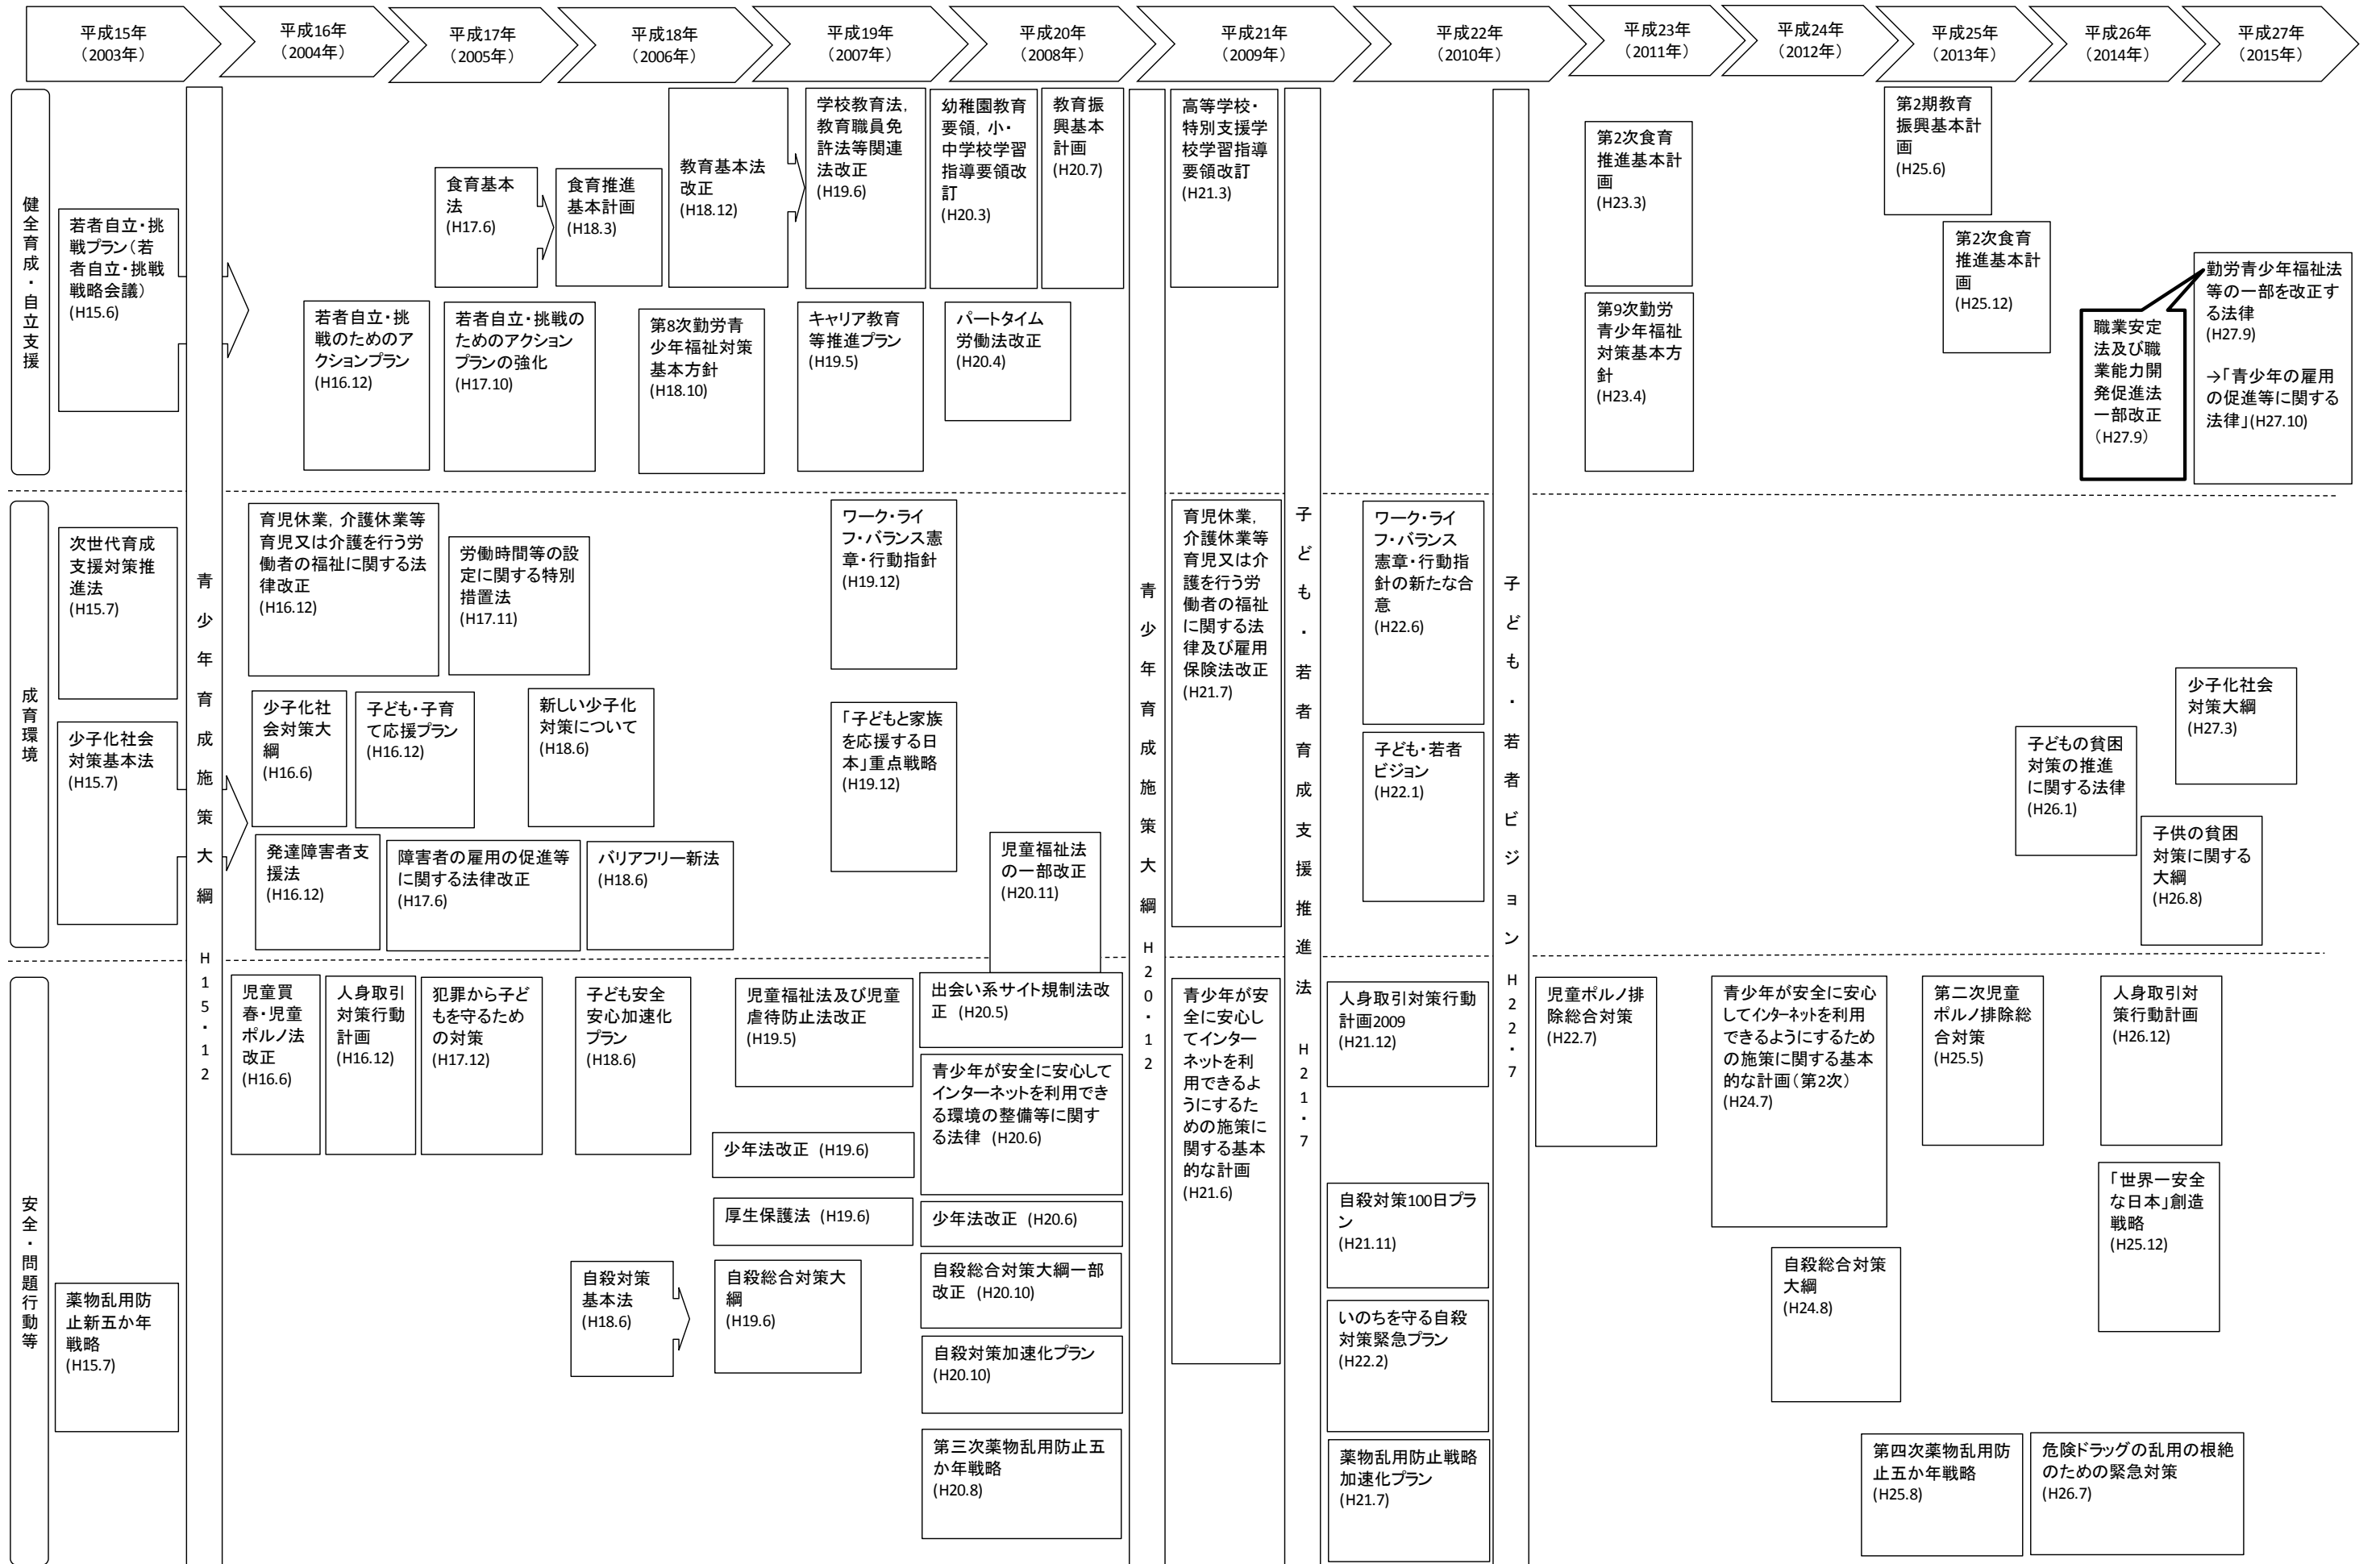 平成15年
（2003年）
平成16年
（2004年）
平成17年
（2005年）
平成18年
（2006年）
平成19年
（2007年）
平成20年
（2008年）
平成21年
（2009年）
平成22年
（2010年）
平成23年
（2011年）
平成24年
（2012年）
平成25年
（2013年）
平成26年
（2014年）
平成27年
（2015年）
健全育成・自立支援
若者自立・挑
戦プラン（若
者自立・挑戦
戦略会議）
(H15.6)
青少年育成施策大綱 H15・12
食育基本
法
(H17.6)
食育推進
基本計画
(H18.3)
教育基本法
改正
(H18.12)
学校教育法，
教育職員免
許法等関連
法改正
(H19.6)
幼稚園教育
要領，小・
中学校学習
指導要領改
訂
(H20.3)
教育振
興基本
計画
(H20.7)
青少年育成施策大綱 H20・12
高等学校・
特別支援学
校学習指導
要領改訂
(H21.3)
子ども・若者育成支援推進法 H21・7
子ども・若者ビジョン H22・7
第2次食育
推進基本計
画
(H23.3)
第2期教育
振興基本計
画
(H25.6)
第2次食育
推進基本計
画
(H25.12)
勤労青少年福祉法
等の一部を改正す
る法律
(H27.9)
→「青少年の雇用
の促進等に関する
法律」(H27.10)
職業安定
法及び職
業能力開
発促進法
一部改正
（H27.9）
若者自立・挑
戦のためのア
クションプラン
(H16.12)
若者自立・挑戦の
ためのアクション
プランの強化
(H17.10)
第8次勤労青
少年福祉対策
基本方針
(H18.10)
キャリア教育
等推進プラン
(H19.5)
パートタイム
労働法改正
(H20.4)
第9次勤労
青少年福祉
対策基本方
針
(H23.4)
成育環境
次世代育成
支援対策推
進法
(H15.7)
育児休業，介護休業等
育児又は介護を行う労
働者の福祉に関する法
律改正
(H16.12)
労働時間等の設
定に関する特別
措置法
(H17.11)
ワーク・ライ
フ・バランス憲
章・行動指針
(H19.12)
育児休業，
介護休業等
育児又は介
護を行う労
働者の福祉
に関する法
律及び雇用
保険法改正
(H21.7)
ワーク・ライ
フ・バランス
憲章・行動指
針の新たな合
意
(H22.6)
少子化社会
対策基本法
(H15.7)
少子化社
会対策大
綱
(H16.6)
子ども・子育
て応援プラン
(H16.12)
新しい少子化
対策について
(H18.6)
「子どもと家族
を応援する日
本」重点戦略
(H19.12)
子ども・若者
ビジョン
(H22.1)
子どもの貧困
対策の推進
に関する法律
(H26.1)
少子化社会
対策大綱
(H27.3)
子供の貧困
対策に関する
大綱
(H26.8)
発達障害者支
援法
(H16.12)
障害者の雇用の促進等
に関する法律改正
(H17.6)
バリアフリー新法
(H18.6)
児童福祉法
の一部改正
(H20.11)
安全・問題行動等
児童買
春・児童
ポルノ法
改正
(H16.6)
人身取引
対策行動
計画
(H16.12)
犯罪から子ど
もを守るため
の対策
(H17.12)
子ども安全
安心加速化
プラン
(H18.6)
児童福祉法及び児童
虐待防止法改正
(H19.5)
出会い系サイト規制法改
正 (H20.5)
青少年が安
全に安心し
てインター
ネットを利
用できるよ
うにするた
めの施策に
関する基本
的な計画
(H21.6)
人身取引対策行動
計画2009
(H21.12)
児童ポルノ排
除総合対策
(H22.7)
青少年が安全に安心
してインターネットを利用
できるようにするため
の施策に関する基本
的な計画（第2次）
(H24.7)
第二次児童
ポルノ排除総
合対策
(H25.5)
人身取引対
策行動計画
(H26.12)
青少年が安全に安心して
インターネットを利用でき
る環境の整備等に関す
る法律 (H20.6)
少年法改正 (H19.6)
厚生保護法 (H19.6)
少年法改正 (H20.6)
自殺対策100日プラ
ン
(H21.11)
「世界一安全
な日本」創造
戦略
(H25.12)
薬物乱用防
止新五か年
戦略
(H15.7)
自殺対策
基本法
(H18.6)
自殺総合対策大
綱
(H19.6)
自殺総合対策大綱一部
改正 (H20.10)
いのちを守る自殺
対策緊急プラン
(H22.2)
自殺総合対策
大綱
(H24.8)
自殺対策加速化プラン
(H20.10)
第三次薬物乱用防止五
か年戦略
(H20.8)
薬物乱用防止戦略
加速化プラン
(H21.7)
第四次薬物乱用防
止五か年戦略
(H25.8)
危険ドラッグの乱用の根絶
のための緊急対策
(H26.7)